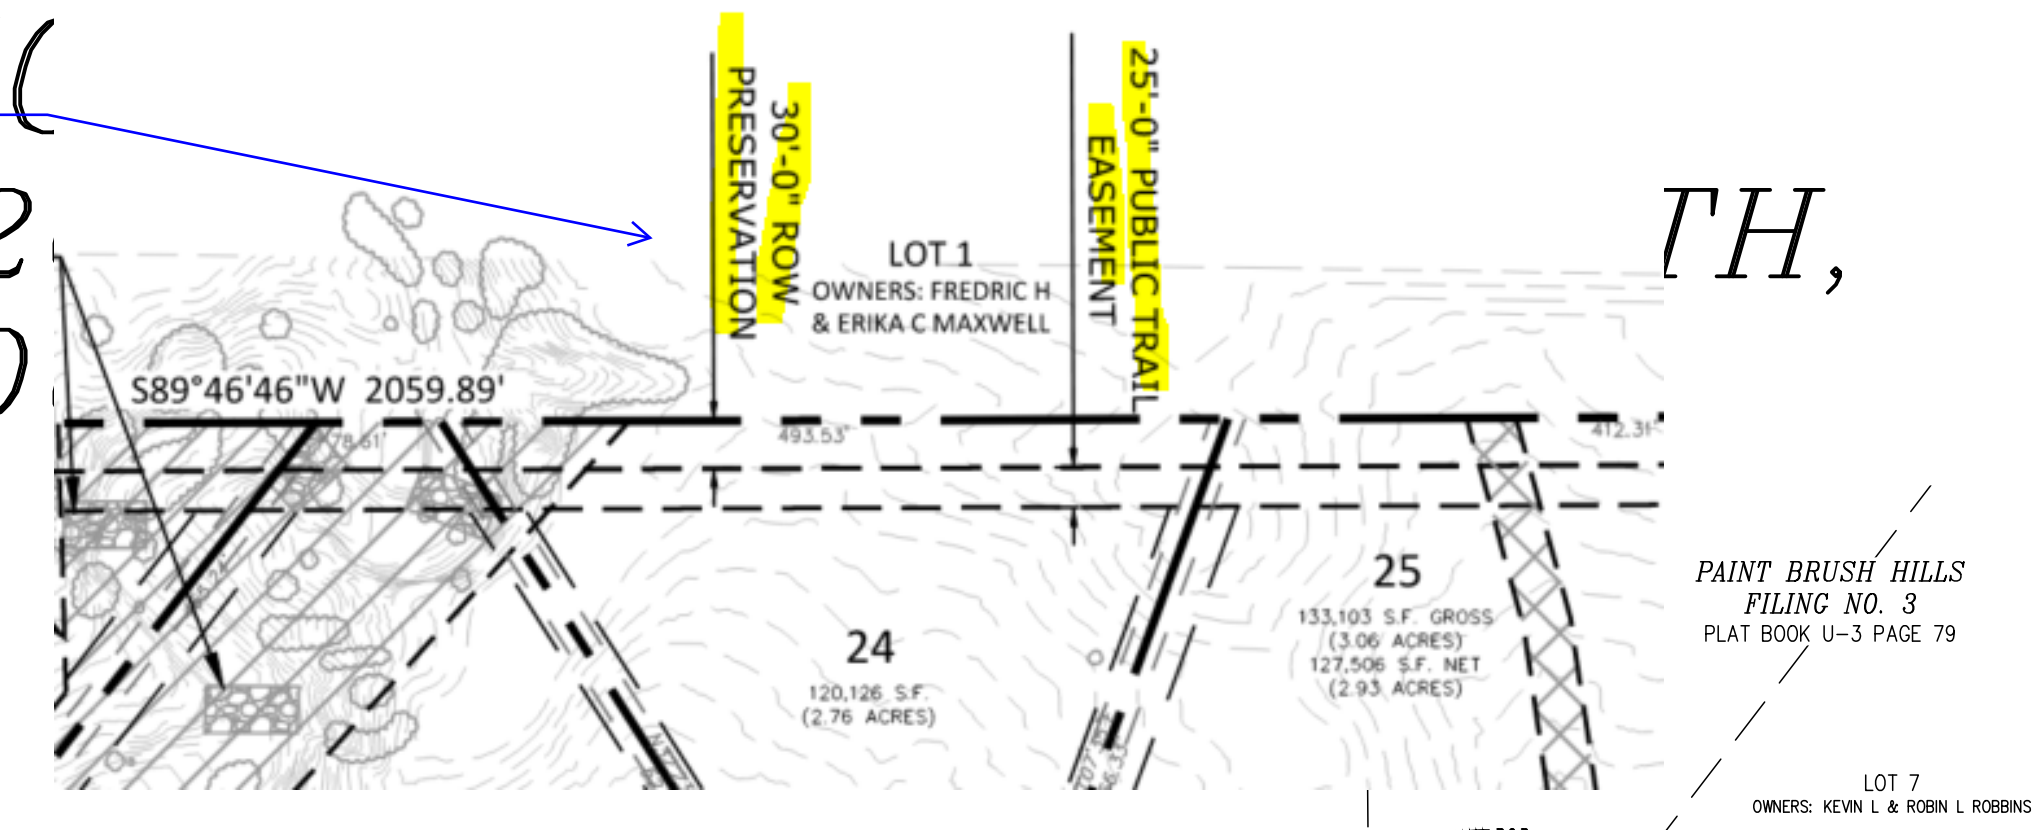 30'-0" ROW
PRESERVATION
25'-0" PUBLIC TRAIL
EASEMENT
LOT 1
OWNERS: FREDRIC H
& ERIKA C MAXWELL
TH,
S89°46'46"W 2059.89'
493.53'
412.31'
24
120,126 S.F.
(2.76 ACRES)
25
133,103 S.F. GROSS
(3.06 ACRES)
127,506 S.F. NET
(2.93 ACRES)
PAINT BRUSH HILLS
FILING NO. 3
PLAT BOOK U-3 PAGE 79
LOT 7
OWNERS: KEVIN L & ROBIN L ROBBINS